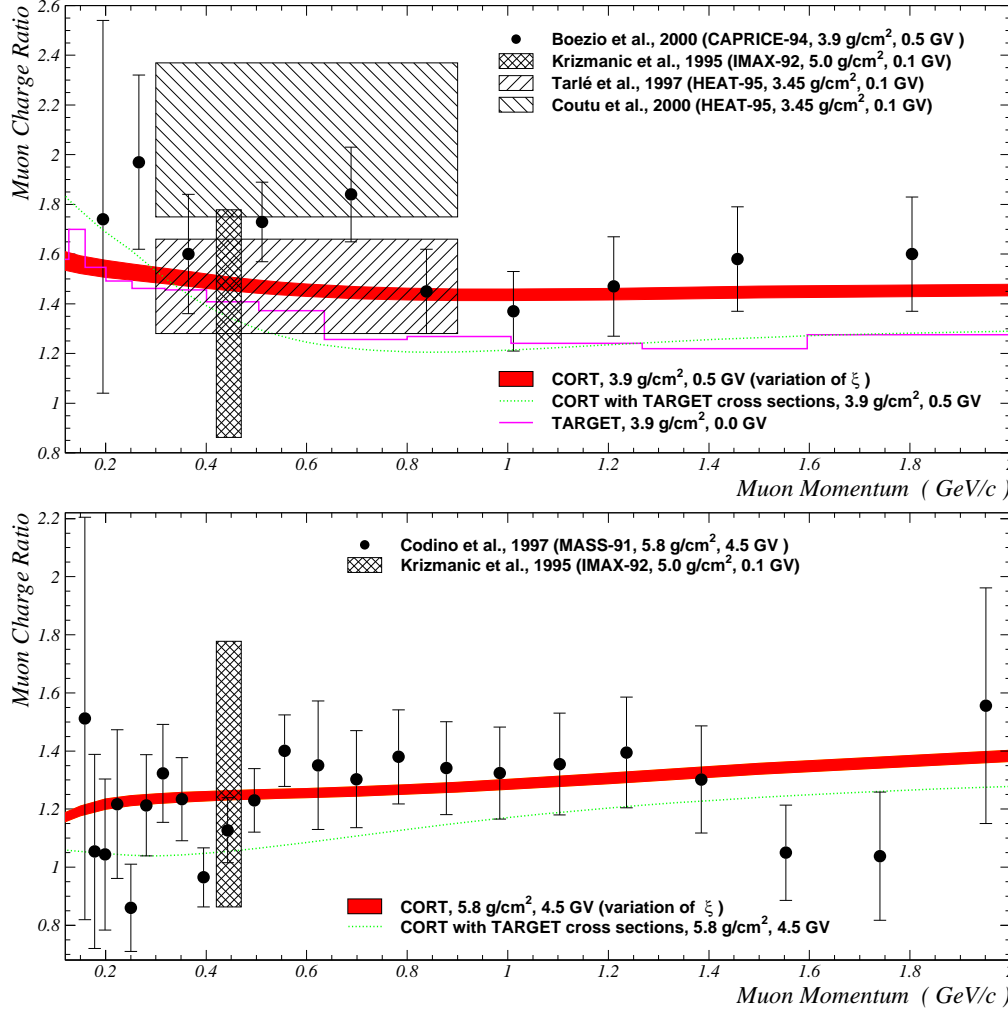 2.6
2.4
2.2
2
1.8
1.6
1.4
1.2
1
0.8
Muon Charge Ratio
Boezio et al., 2000 (CAPRICE-94, 3.9 g/cm², 0.5 GV )
Krizmanic et al., 1995 (IMAX-92, 5.0 g/cm², 0.1 GV)
Tarlé et al., 1997 (HEAT-95, 3.45 g/cm², 0.1 GV)
Coutu et al., 2000 (HEAT-95, 3.45 g/cm², 0.1 GV)
CORT, 3.9 g/cm², 0.5 GV (variation of ξ )
CORT with TARGET cross sections, 3.9 g/cm², 0.5 GV
TARGET, 3.9 g/cm², 0.0 GV
0.2 0.4 0.6 0.8 1 1.2 1.4 1.6 1.8
Muon Momentum ( GeV/c )
2.2
2
1.8
1.6
1.4
1.2
1
0.8
Muon Charge Ratio
Codino et al., 1997 (MASS-91, 5.8 g/cm², 4.5 GV )
Krizmanic et al., 1995 (IMAX-92, 5.0 g/cm², 0.1 GV)
CORT, 5.8 g/cm², 4.5 GV (variation of ξ )
CORT with TARGET cross sections, 5.8 g/cm², 4.5 GV
0.2 0.4 0.6 0.8 1 1.2 1.4 1.6 1.8
Muon Momentum ( GeV/c )